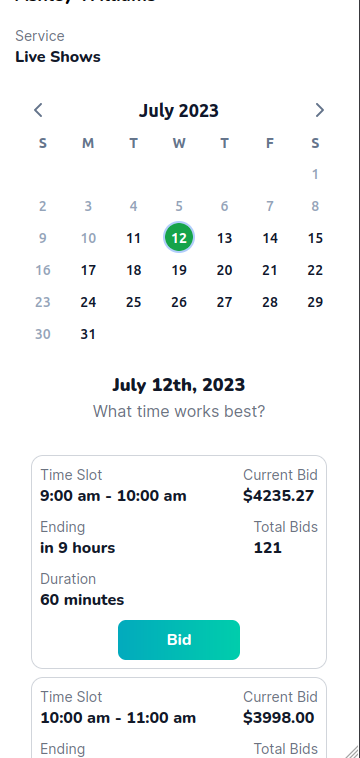 Service
Live Shows
July 2023
S M T W T F S
1
2 3 4 5 6 7 8
9 10 11 12 13 14 15
16 17 18 19 20 21 22
23 24 25 26 27 28 29
30 31
July 12th, 2023
What time works best?
Time Slot Current Bid
9:00 am - 10:00 am $4235.27
Ending Total Bids
in 9 hours 121
Duration
60 minutes
Bid
Time Slot Current Bid
10:00 am - 11:00 am $3998.00
Ending Total Bids